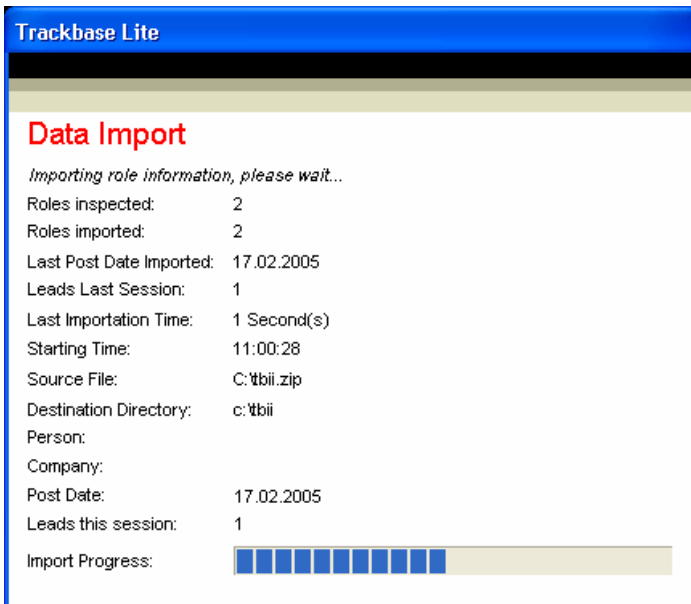 Trackbase Lite
Data Import
Importing role information, please wait...
Roles inspected: 2
Roles imported: 2
Last Post Date Imported: 17.02.2005
Leads Last Session: 1
Last Importation Time: 1 Second(s)
Starting Time: 11:00:28
Source File: C:\tbii.zip
Destination Directory: c:\tbii
Person:
Company:
Post Date: 17.02.2005
Leads this session: 1
Import Progress: